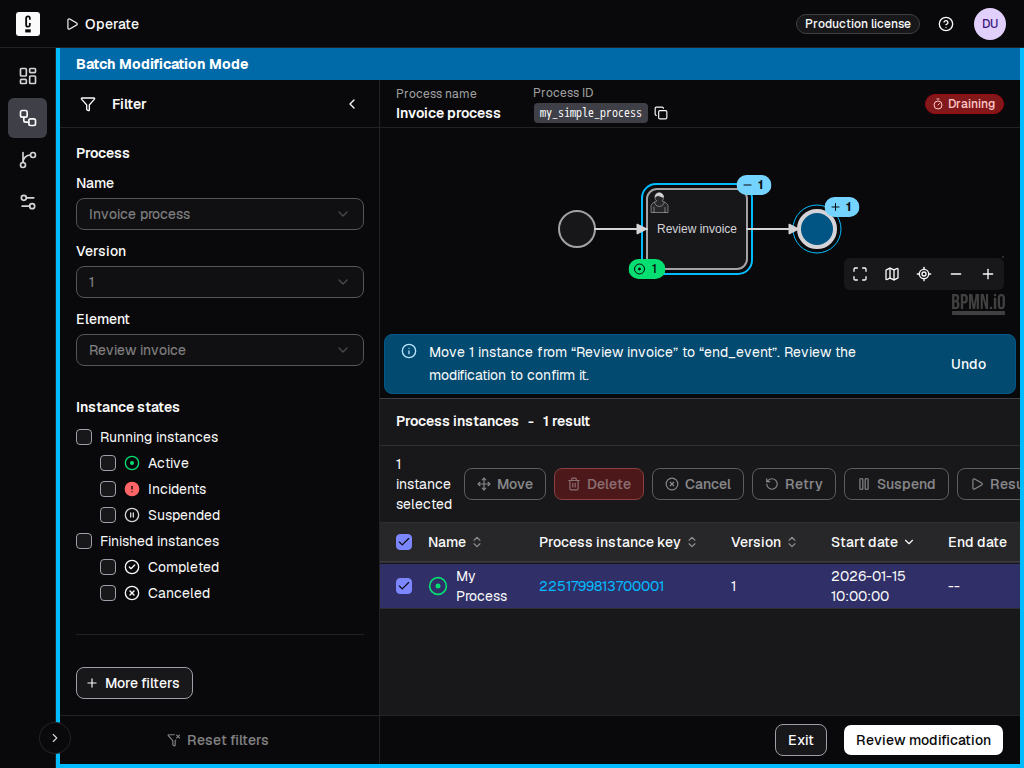 Operate
Production license
DU
Batch Modification Mode
Filter
Process name
Invoice process
Process ID
my_simple_process
Draining
Process
Name
Invoice process
Version
1
Element
Review invoice
Instance states
Running instances
Active
Incidents
Suspended
Finished instances
Completed
Canceled
More filters
Reset filters
− 1
+ 1
Review invoice
1
BPMN.iO
Move 1 instance from “Review invoice” to “end_event”. Review the
modification to confirm it.
Undo
Process instances - 1 result
1
instance
selected
Move
Delete
Cancel
Retry
Suspend
Resu
Name
Process instance key
Version
Start date
End date
My
Process
2251799813700001
1
2026-01-15
10:00:00
--
Exit
Review modification